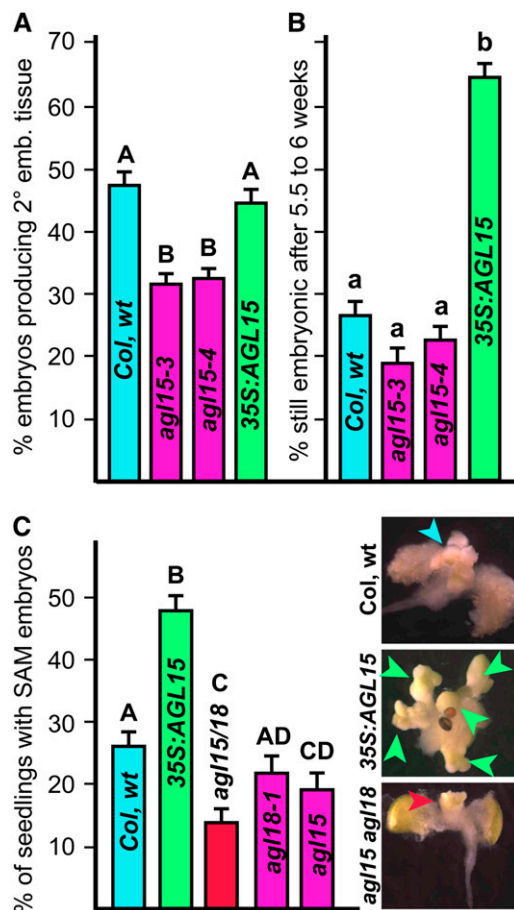 A
% embryos producing 2° emb. tissue
70
60
50
40
30
20
10
A
B
B
A
Col, wt
agl15-3
agl15-4
35S:AGL15
B
% still embryonic after 5.5 to 6 weeks
a
a
a
b
Col, wt
agl15-3
agl15-4
35S:AGL15
C
% of seedlings with SAM embryos
50
40
30
20
10
A
B
C
AD
CD
Col, wt
35S:AGL15
agl15/18
agl18-1
agl15
Col, wt
35S:AGL15
agl15 agl18